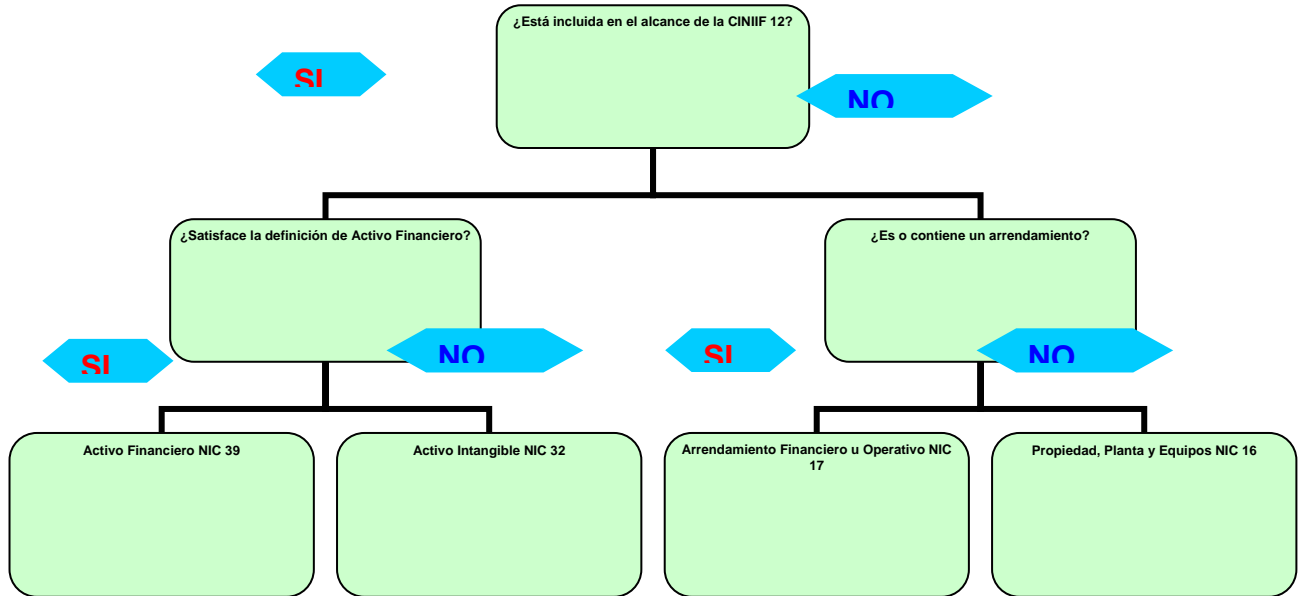 ¿Está incluida en el alcance de la CINIIF 12?
SI
NO
¿Satisface la definición de Activo Financiero?
¿Es o contiene un arrendamiento?
SI
NO
SI
NO
Activo Financiero NIC 39
Activo Intangible NIC 32
Arrendamiento Financiero u Operativo NIC
17
Propiedad, Planta y Equipos NIC 16